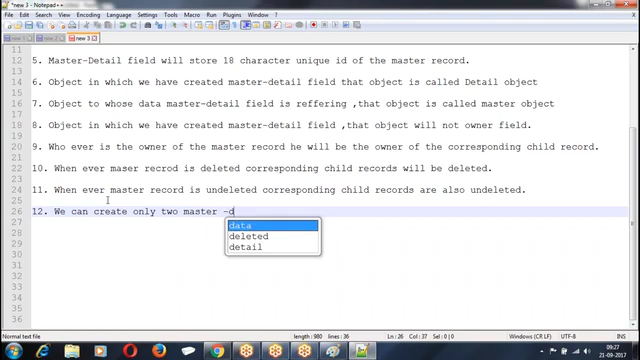 *new 3 - Notepad++
File Edit Search View Encoding Language Settings Tools Macro Run Plugins Window ?
new 1 new 2 new 3
11
12 5. Master-Detail field will store 18 character unique id of the master record.
13
14 6. Object in which we have created master-detail field that object is called Detail object
15
16 7. Object to whose data master-detail field is reffering ,that object is called master object
17
18 8. Object in which we have created master-detail field ,that object will not owner field.
19
20 9. Who ever is the owner of the master record he will be the owner of the corresponding child record.
21
22 10. When ever maser recrod is deleted corresponding child records will be deleted.
23
24 11. When ever master record is undeleted corresponding child records are also undeleted.
25
26 12. We can create only two master -d
27 data
28 deleted
29 detail
30
31
32
33
34
35
36
Normal text file length : 980 lines : 36 Ln : 26 Col : 37 Sel : 0 | 0 Windows (CR LF) UTF-8 INS
09:27
21-09-2017